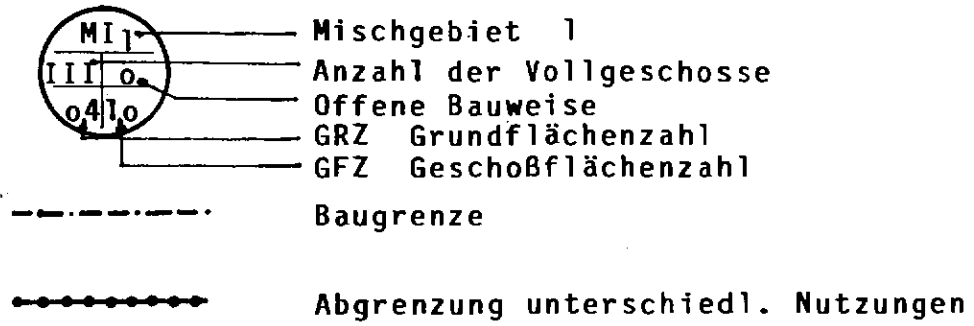 MI 1 Mischgebiet 1
III o Anzahl der Vollgeschosse
Offene Bauweise
o4 1o GRZ Grundflächenzahl
GFZ Geschoßflächenzahl
Baugrenze
Abgrenzung unterschiedl. Nutzungen